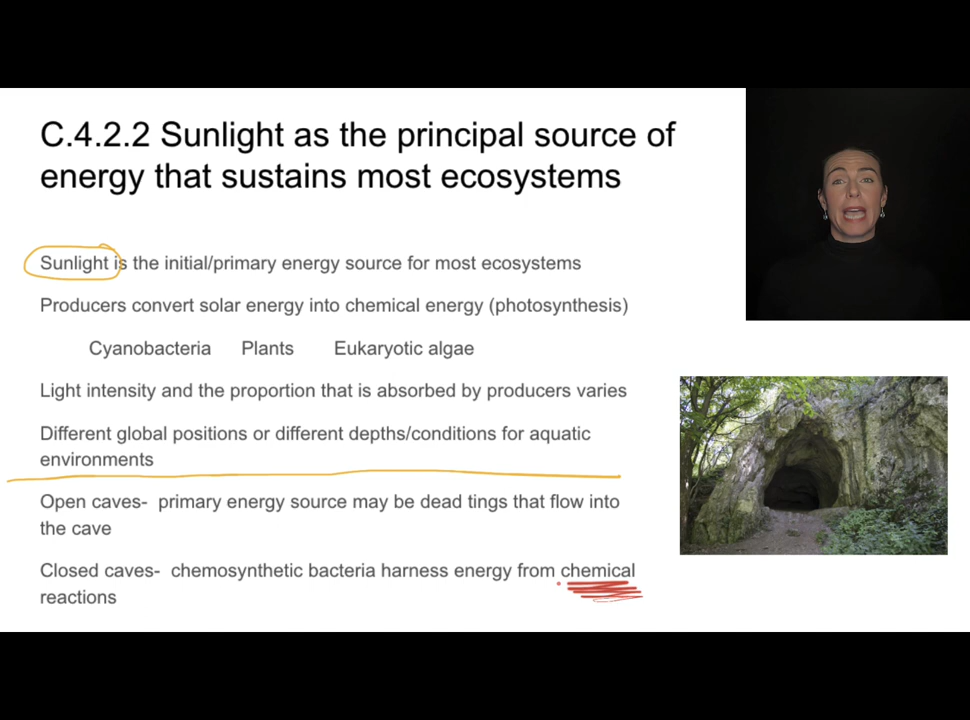 C.4.2.2 Sunlight as the principal source of
energy that sustains most ecosystems
Sunlight is the initial/primary energy source for most ecosystems
Producers convert solar energy into chemical energy (photosynthesis)
Cyanobacteria Plants Eukaryotic algae
Light intensity and the proportion that is absorbed by producers varies
Different global positions or different depths/conditions for aquatic
environments
Open caves- primary energy source may be dead tings that flow into
the cave
Closed caves- chemosynthetic bacteria harness energy from chemical
reactions